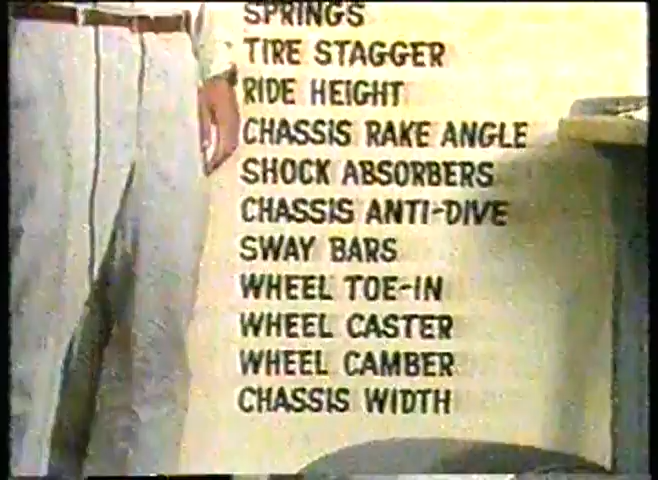 SPRINGS
TIRE STAGGER
RIDE HEIGHT
CHASSIS RAKE ANGLE
SHOCK ABSORBERS
CHASSIS ANTI-DIVE
SWAY BARS
WHEEL TOE-IN
WHEEL CASTER
WHEEL CAMBER
CHASSIS WIDTH